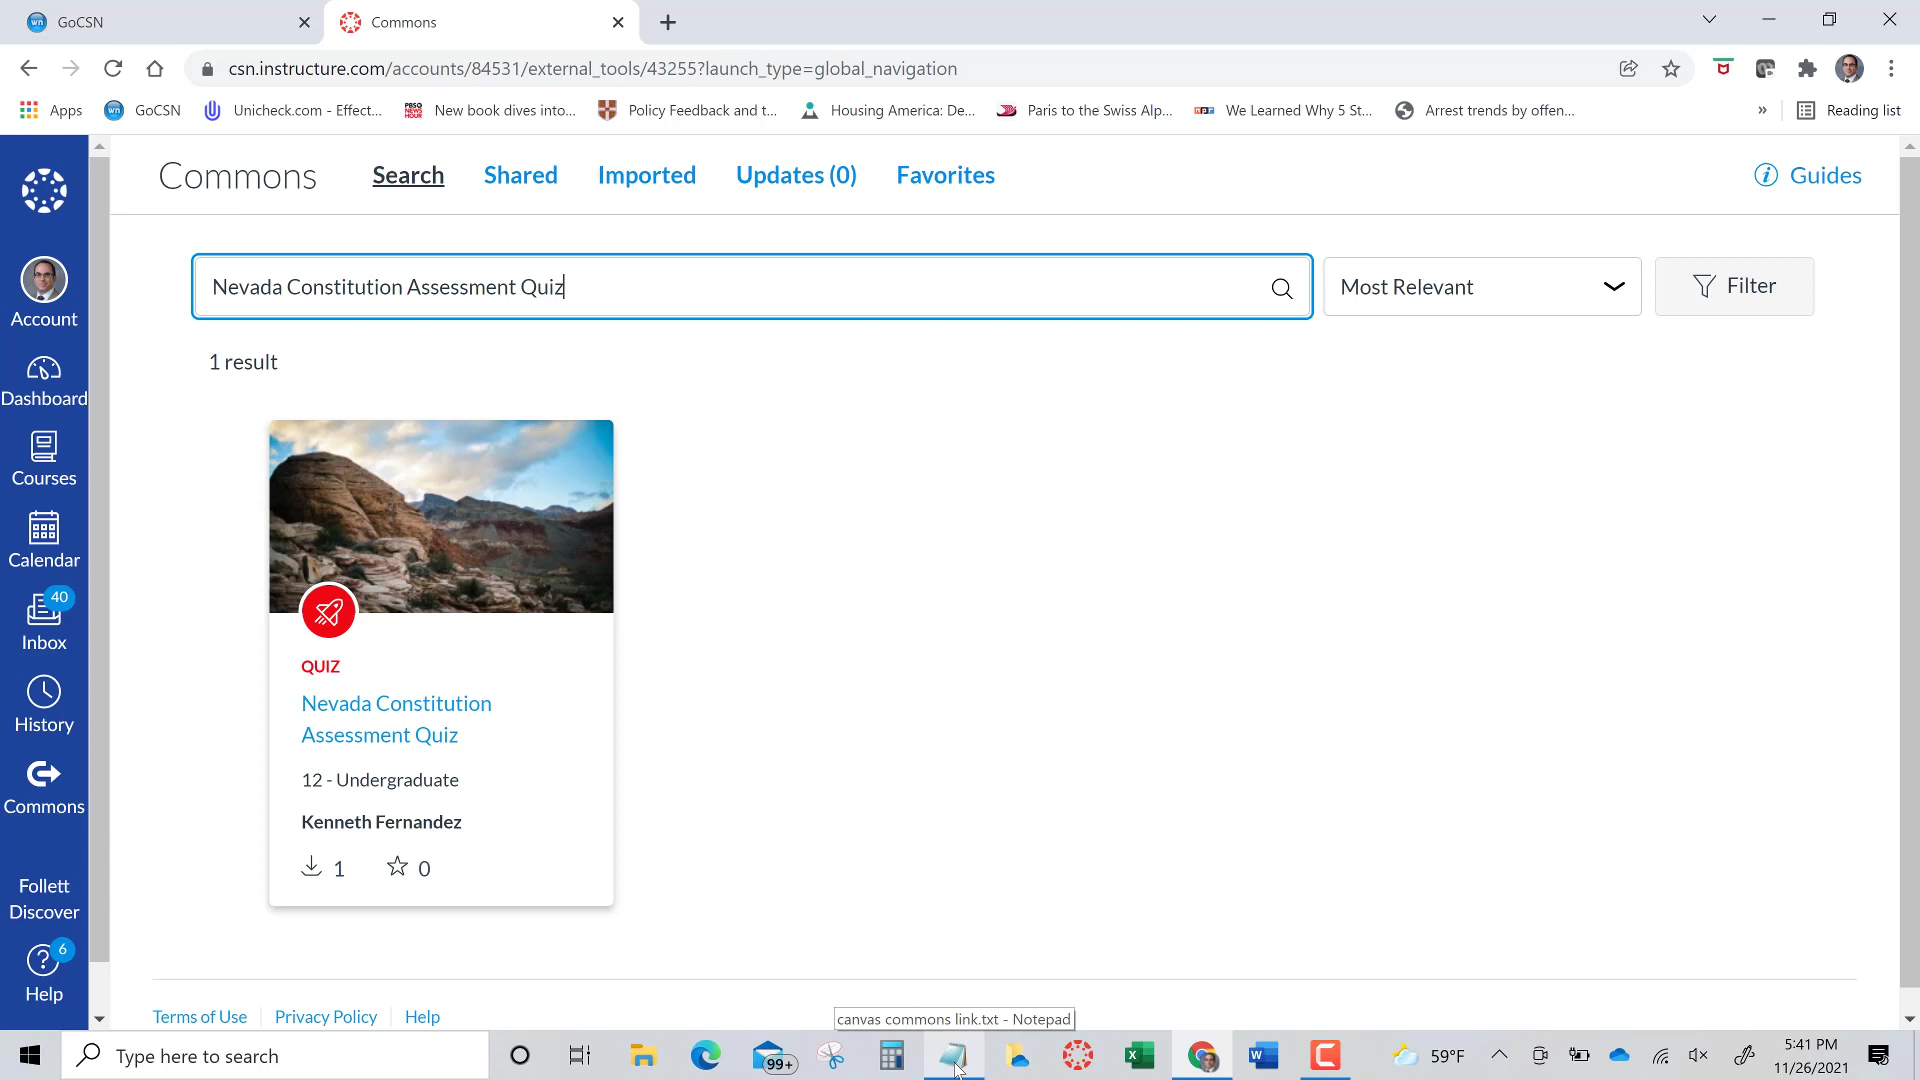 GoCSN
Commons
csn.instructure.com/accounts/84531/external_tools/43255?launch_type=global_navigation
Apps
GoCSN
Unicheck.com - Effect...
New book dives into...
Policy Feedback and t...
Housing America: De...
Paris to the Swiss Alp...
We Learned Why 5 St...
Arrest trends by offen...
»
Reading list
Commons
Search
Shared
Imported
Updates (0)
Favorites
Guides
Nevada Constitution Assessment Quiz
Most Relevant
Filter
1 result
QUIZ
Nevada Constitution
Assessment Quiz
12 - Undergraduate
Kenneth Fernandez
1
0
Account
Dashboard
Courses
Calendar
40
Inbox
History
Commons
Follett
Discover
6
Help
Terms of Use
Privacy Policy
Help
canvas commons link.txt - Notepad
Type here to search
99+
59°F
5:41 PM
11/26/2021